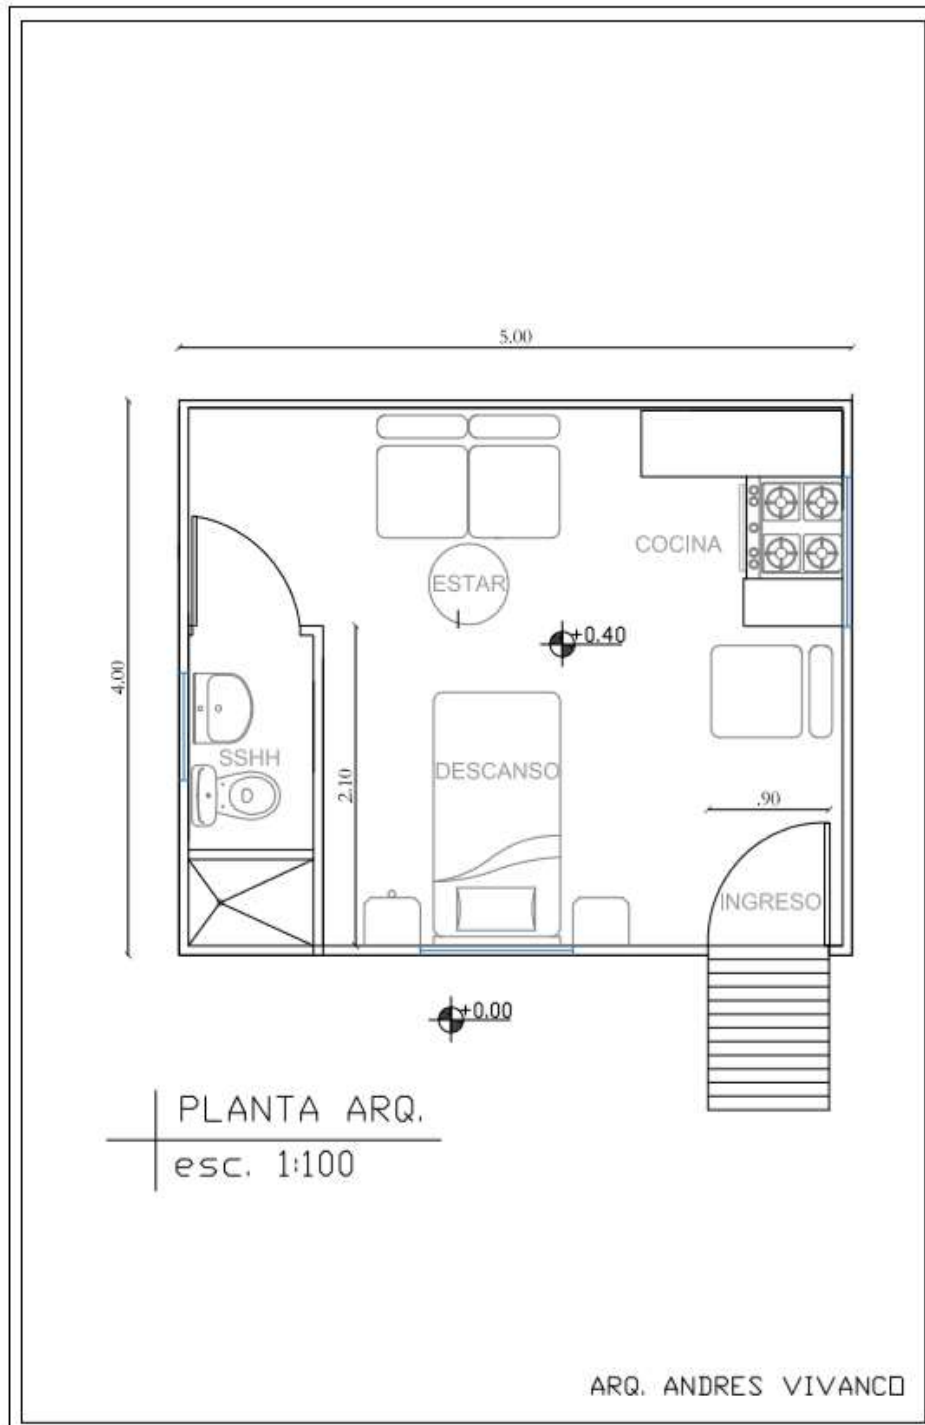 5.00
4.00
COCINA
ESTAR
+0.40
SSHH
DESCANSO
2.10
.90
INGRESO
+0.00
PLANTA ARQ.
esc. 1:100
ARQ. ANDRES VIVANCO